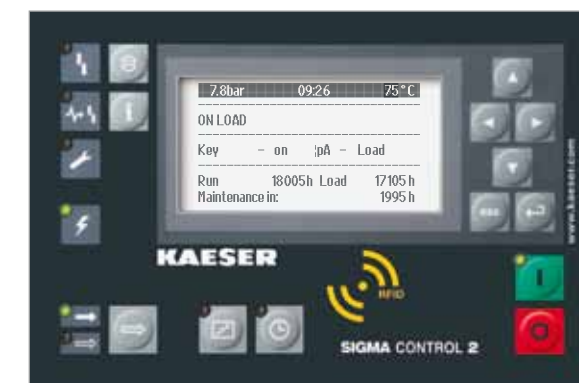 7.8bar 09:26 75°C
ON LOAD
Key - on ¦pA - Load
Run 18005h Load 17105h
Maintenance in: 1995h
esc
KAESER
RFID
SIGMA CONTROL 2
www.kaeser.com
I
O